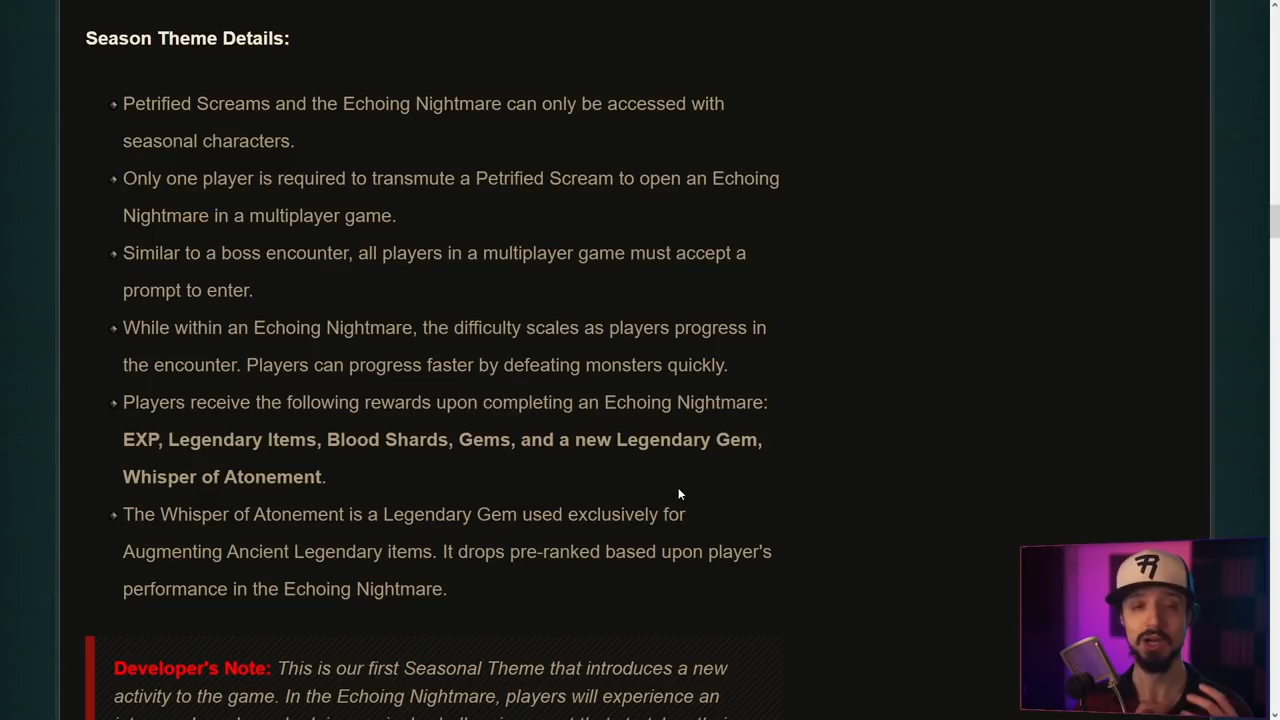 Season Theme Details:
Petrified Screams and the Echoing Nightmare can only be accessed with
seasonal characters.
Only one player is required to transmute a Petrified Scream to open an Echoing
Nightmare in a multiplayer game.
Similar to a boss encounter, all players in a multiplayer game must accept a
prompt to enter.
While within an Echoing Nightmare, the difficulty scales as players progress in
the encounter. Players can progress faster by defeating monsters quickly.
Players receive the following rewards upon completing an Echoing Nightmare:
EXP, Legendary Items, Blood Shards, Gems, and a new Legendary Gem,
Whisper of Atonement.
The Whisper of Atonement is a Legendary Gem used exclusively for
Augmenting Ancient Legendary items. It drops pre-ranked based upon player's
performance in the Echoing Nightmare.
Developer's Note: This is our first Seasonal Theme that introduces a new
activity to the game. In the Echoing Nightmare, players will experience an